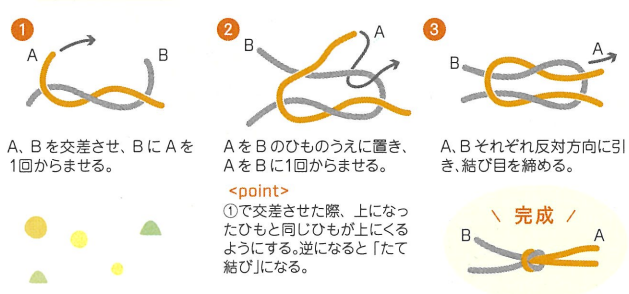 1
A
B
A、Bを交差させ、BにAを
1回からませる。
2
B
A
AをBのひものうえに置き、
AをBに1回からませる。
<point>
①で交差させた際、上になっ
たひもと同じひもが上にくる
ようにする。逆になると「たて
結び」になる。
3
B
A
A、Bそれぞれ反対方向に引
き、結び目を締める。
\ 完成 /
B
A